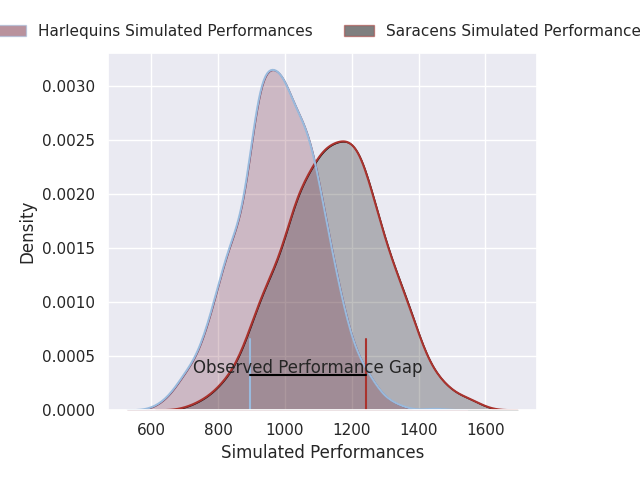 Harlequins Simulated Performances
Saracens Simulated Performance
0.0030
0.0025
0.0020
0.0015
0.0010
0.0005
0.0000
Density
Observed Performance Gap
600 800 1000 1200 1400 1600
Simulated Performances